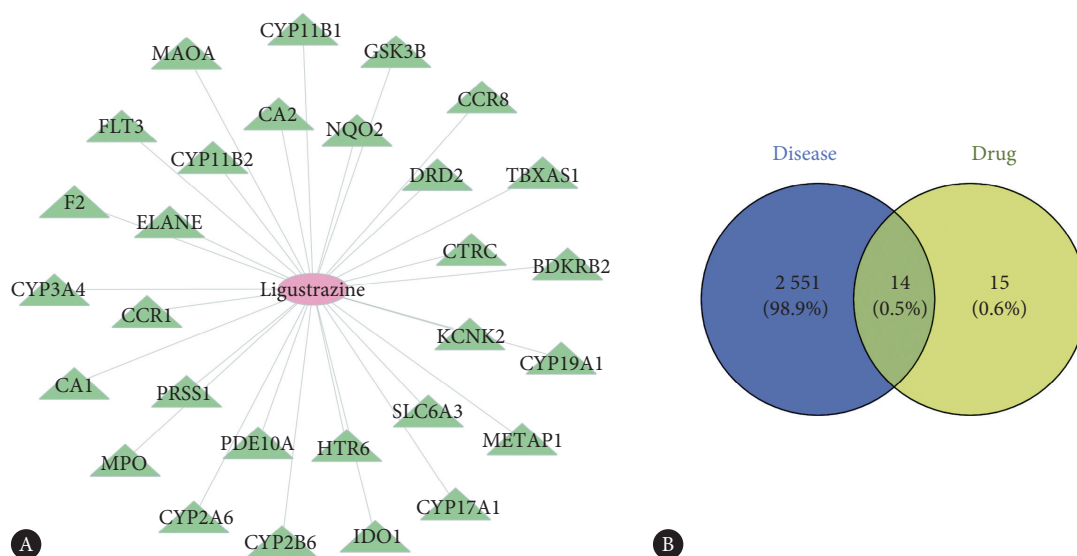 CYP11B1
MAOA
GSK3B
CCR8
CA2
FLT3
NQO2
CYP11B2
DRD2
TBXAS1
F2
ELANE
CTRC
BDKRB2
CYP3A4
Ligustrazine
CCR1
KCNK2
CYP19A1
CA1
PRSS1
SLC6A3
METAP1
PDE10A
HTR6
MPO
CYP17A1
CYP2A6
CYP2B6
IDO1
A
Disease
Drug
2 551
(98.9%)
14
(0.5%)
15
(0.6%)
B